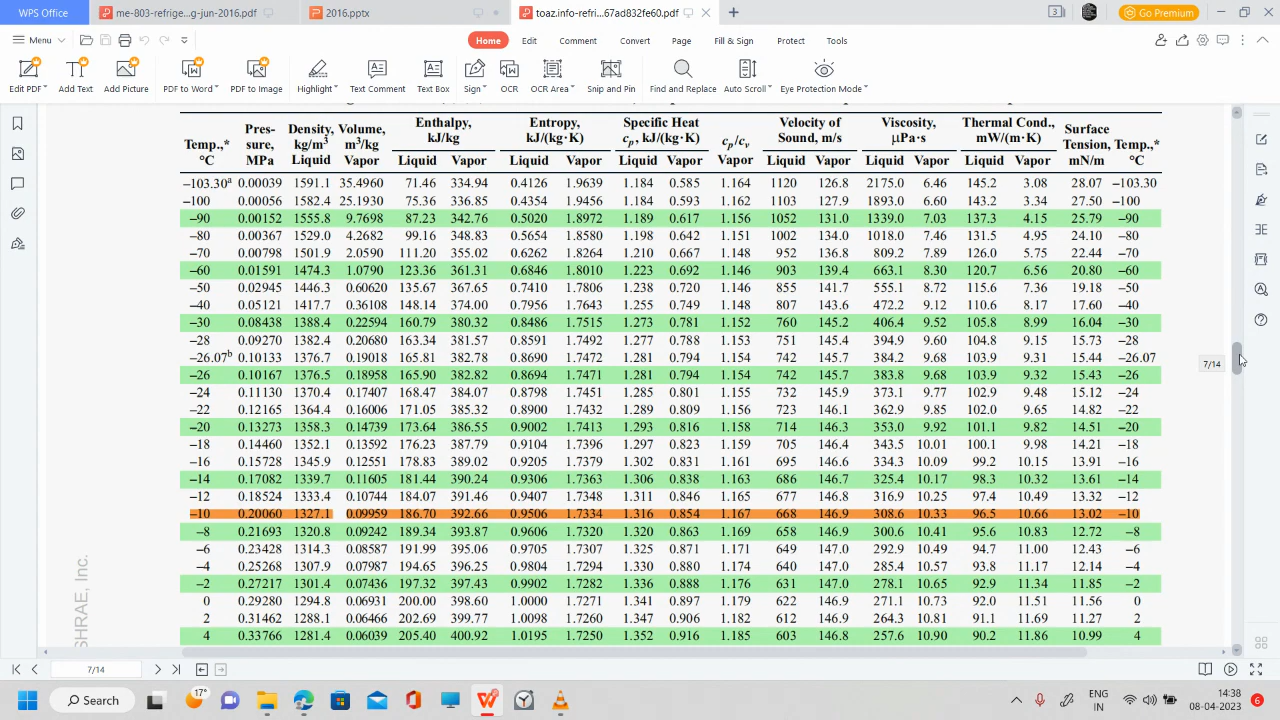 WPS Office me-803-refrige...g-jun-2016.pdf 2016.pptx toaz.info-refri...67ad832fe60.pdf Go Premium
Menu Home Edit Comment Convert Page Fill & Sign Protect Tools
Edit PDF Add Text Add Picture PDF to Word PDF to Image Highlight Text Comment Text Box Sign OCR OCR Area Snip and Pin Find and Replace Auto Scroll Eye Protection Mode
Temp.,* °C Pres-sure, MPa Density, kg/m³ Liquid Volume, m³/kg Vapor Enthalpy, kJ/kg Liquid Vapor Entropy, kJ/(kg·K) Liquid Vapor Specific Heat cp, kJ/(kg·K) Liquid Vapor cp/cv Vapor Velocity of Sound, m/s Liquid Vapor Viscosity, μPa·s Liquid Vapor Thermal Cond., mW/(m·K) Liquid Vapor Surface Tension, mN/m Temp.,* °C
–103.30a 0.00039 1591.1 35.4960 71.46 334.94 0.4126 1.9639 1.184 0.585 1.164 1120 126.8 2175.0 6.46 145.2 3.08 28.07 –103.30
–100 0.00056 1582.4 25.1930 75.36 336.85 0.4354 1.9456 1.184 0.593 1.162 1103 127.9 1893.0 6.60 143.2 3.34 27.50 –100
–90 0.00152 1555.8 9.7698 87.23 342.76 0.5020 1.8972 1.189 0.617 1.156 1052 131.0 1339.0 7.03 137.3 4.15 25.79 –90
–80 0.00367 1529.0 4.2682 99.16 348.83 0.5654 1.8580 1.198 0.642 1.151 1002 134.0 1018.0 7.46 131.5 4.95 24.10 –80
–70 0.00798 1501.9 2.0590 111.20 355.02 0.6262 1.8264 1.210 0.667 1.148 952 136.8 809.2 7.89 126.0 5.75 22.44 –70
–60 0.01591 1474.3 1.0790 123.36 361.31 0.6846 1.8010 1.223 0.692 1.146 903 139.4 663.1 8.30 120.7 6.56 20.80 –60
–50 0.02945 1446.3 0.60620 135.67 367.65 0.7410 1.7806 1.238 0.720 1.146 855 141.7 555.1 8.72 115.6 7.36 19.18 –50
–40 0.05121 1417.7 0.36108 148.14 374.00 0.7956 1.7643 1.255 0.749 1.148 807 143.6 472.2 9.12 110.6 8.17 17.60 –40
–30 0.08438 1388.4 0.22594 160.79 380.32 0.8486 1.7515 1.273 0.781 1.152 760 145.2 406.4 9.52 105.8 8.99 16.04 –30
–28 0.09270 1382.4 0.20680 163.34 381.57 0.8591 1.7492 1.277 0.788 1.153 751 145.4 394.9 9.60 104.8 9.15 15.73 –28
–26.07b 0.10133 1376.7 0.19018 165.81 382.78 0.8690 1.7472 1.281 0.794 1.154 742 145.7 384.2 9.68 103.9 9.31 15.44 –26.07
–26 0.10167 1376.5 0.18958 165.90 382.82 0.8694 1.7471 1.281 0.794 1.154 742 145.7 383.8 9.68 103.9 9.32 15.43 –26
–24 0.11130 1370.4 0.17407 168.47 384.07 0.8798 1.7451 1.285 0.801 1.155 732 145.9 373.1 9.77 102.9 9.48 15.12 –24
–22 0.12165 1364.4 0.16006 171.05 385.32 0.8900 1.7432 1.289 0.809 1.156 723 146.1 362.9 9.85 102.0 9.65 14.82 –22
–20 0.13273 1358.3 0.14739 173.64 386.55 0.9002 1.7413 1.293 0.816 1.158 714 146.3 353.0 9.92 101.1 9.82 14.51 –20
–18 0.14460 1352.1 0.13592 176.23 387.79 0.9104 1.7396 1.297 0.823 1.159 705 146.4 343.5 10.01 100.1 9.98 14.21 –18
–16 0.15728 1345.9 0.12551 178.83 389.02 0.9205 1.7379 1.302 0.831 1.161 695 146.6 334.3 10.09 99.2 10.15 13.91 –16
–14 0.17082 1339.7 0.11605 181.44 390.24 0.9306 1.7363 1.306 0.838 1.163 686 146.7 325.4 10.17 98.3 10.32 13.61 –14
–12 0.18524 1333.4 0.10744 184.07 391.46 0.9407 1.7348 1.311 0.846 1.165 677 146.8 316.9 10.25 97.4 10.49 13.32 –12
–10 0.20060 1327.1 0.09959 186.70 392.66 0.9506 1.7334 1.316 0.854 1.167 668 146.9 308.6 10.33 96.5 10.66 13.02 –10
–8 0.21693 1320.8 0.09242 189.34 393.87 0.9606 1.7320 1.320 0.863 1.169 658 146.9 300.6 10.41 95.6 10.83 12.72 –8
–6 0.23428 1314.3 0.08587 191.99 395.06 0.9705 1.7307 1.325 0.871 1.171 649 147.0 292.9 10.49 94.7 11.00 12.43 –6
–4 0.25268 1307.9 0.07987 194.65 396.25 0.9804 1.7294 1.330 0.880 1.174 640 147.0 285.4 10.57 93.8 11.17 12.14 –4
–2 0.27217 1301.4 0.07436 197.32 397.43 0.9902 1.7282 1.336 0.888 1.176 631 147.0 278.1 10.65 92.9 11.34 11.85 –2
0 0.29280 1294.8 0.06931 200.00 398.60 1.0000 1.7271 1.341 0.897 1.179 622 146.9 271.1 10.73 92.0 11.51 11.56 0
2 0.31462 1288.1 0.06466 202.69 399.77 1.0098 1.7260 1.347 0.906 1.182 612 146.9 264.3 10.81 91.1 11.69 11.27 2
4 0.33766 1281.4 0.06039 205.40 400.92 1.0195 1.7250 1.352 0.916 1.185 603 146.8 257.6 10.90 90.2 11.86 10.99 4
SHRAE, Inc.
7/14
7/14
17° Search ENG IN 14:38 08-04-2023 6